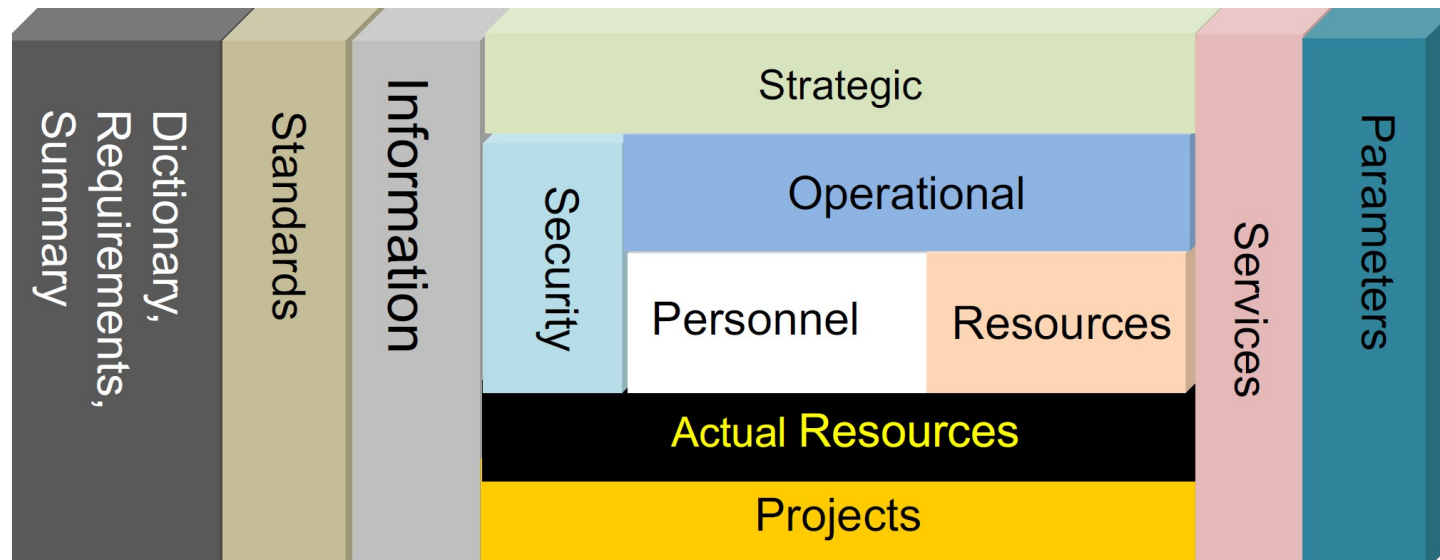 Dictionary,
Requirements,
Summary
Standards
Information
Strategic
Security
Operational
Personnel
Resources
Actual Resources
Projects
Services
Parameters